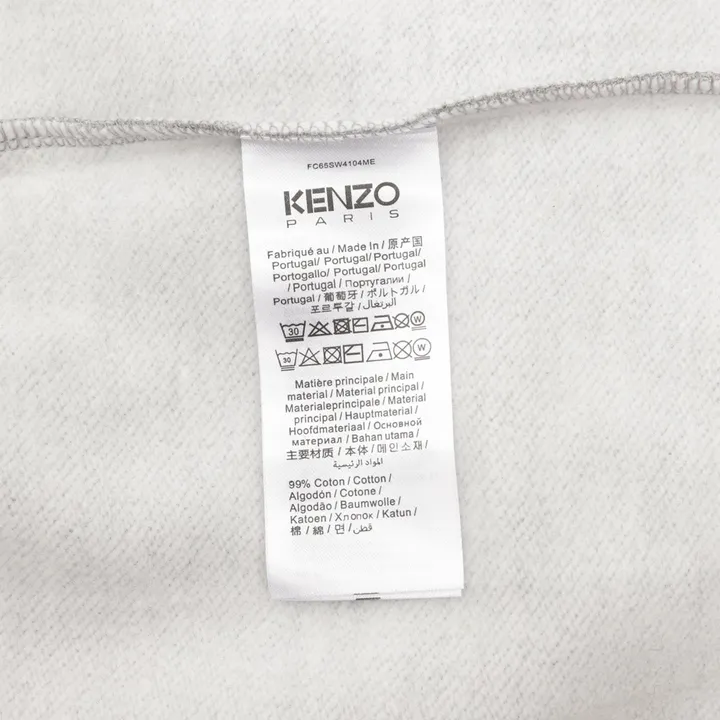 FC65SW4104ME
KENZO
PARIS
Fabriqué au / Made In / 原产国
Portugal/ Portugal/ Portugal/
Portogallo/ Portugal/ Portugal
/ Portugal / Португалии /
Portugal / 葡萄牙 / ポルトガル /
포르투갈 / البرتغال
30 W
30 W
Matière principale / Main
material / Material principal /
Materialeprincipale / Material
principal / Hauptmaterial /
Hoofdmateriaal / Основной
материал / Bahan utama /
主要材质 / 本体 / 메인소재 /
المواد الرئيسية
99% Coton / Cotton /
Algodón / Cotone /
Algodão / Baumwolle /
Katoen / Хлопок / Katun /
棉 / 綿 / 면 / قطن